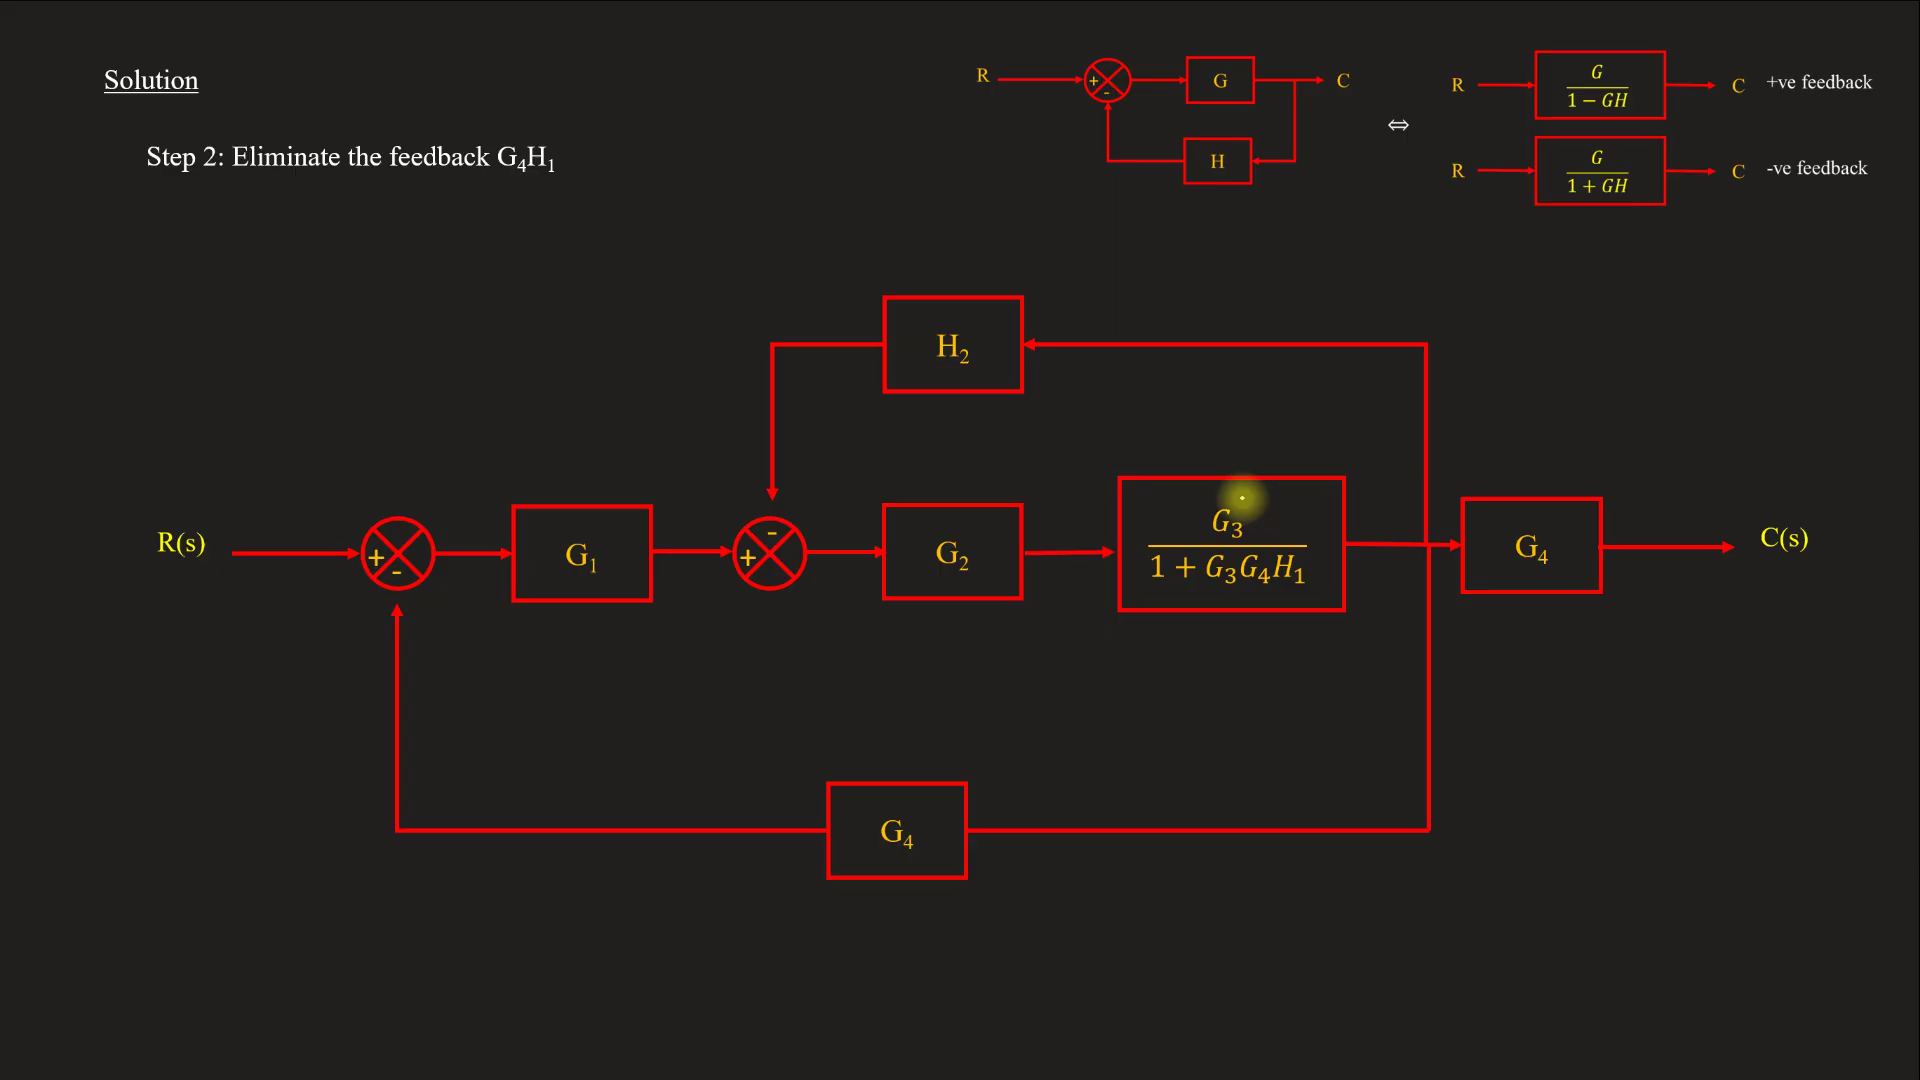 Solution
Step 2: Eliminate the feedback G₄H₁
R + - G C
H
⇔
R G/(1 − GH) C +ve feedback
R G/(1 + GH) C -ve feedback
H₂
R(s) + - G₁ + - G₂ G₃/(1 + G₃G₄H₁) G₄ C(s)
G₄